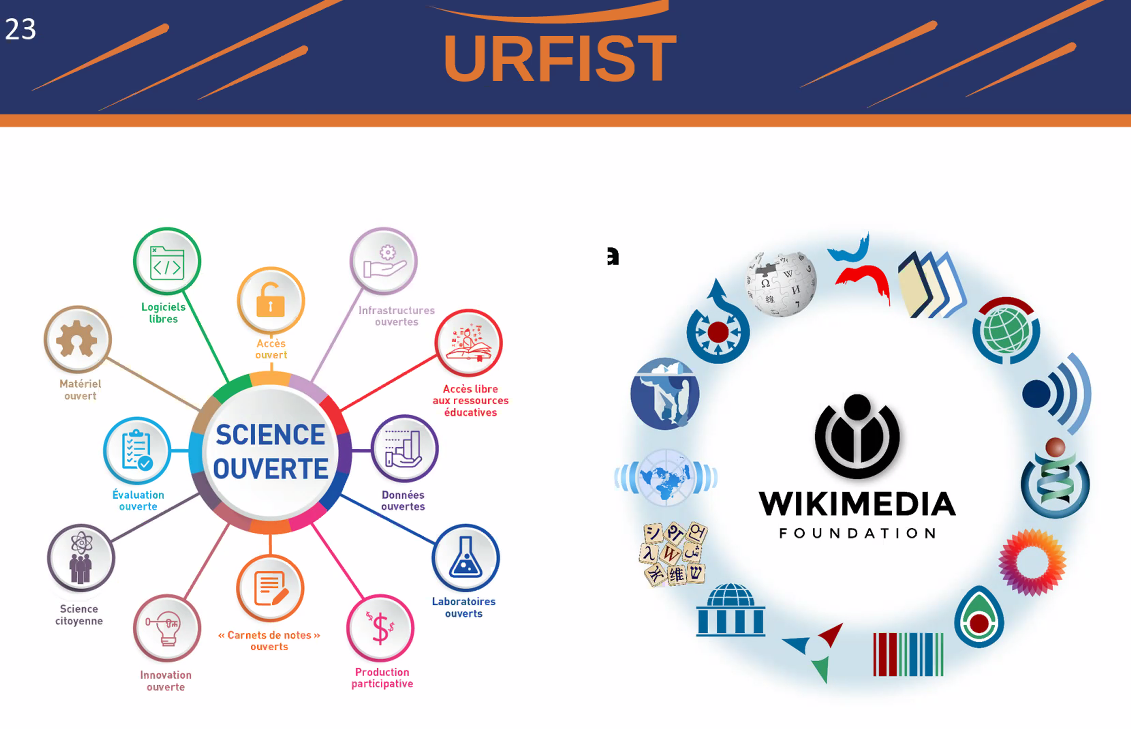 23
URFIST
a
Logiciels
libres
Accès
ouvert
Infrastructures
ouvertes
Matériel
ouvert
Accès libre
aux ressources
éducatives
SCIENCE
OUVERTE
Évaluation
ouverte
Données
ouvertes
Science
citoyenne
Laboratoires
ouverts
« Carnets de notes »
ouverts
Innovation
ouverte
Production
participative
WIKIMEDIA
FOUNDATION